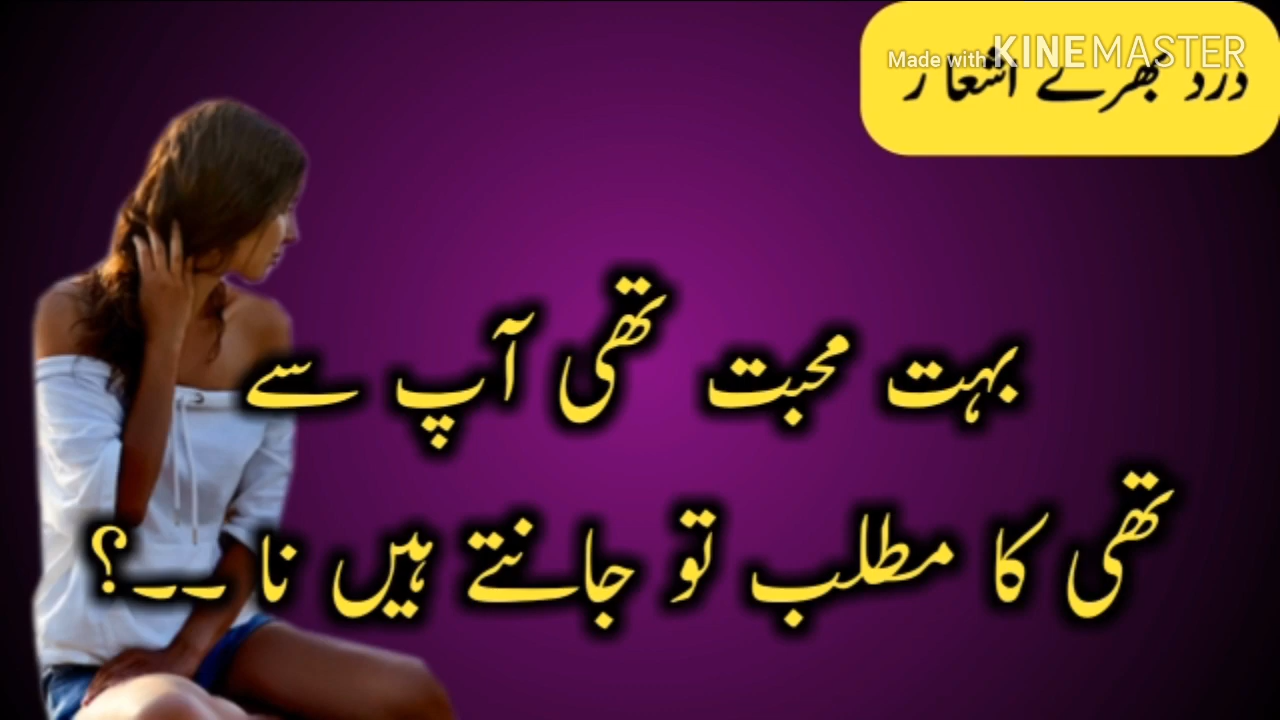 Made with KINEMASTER
درد بھرے اشعار
بہت محبت تھی آپ سے
تھی کا مطلب تو جانتے ہیں نا ۔۔؟